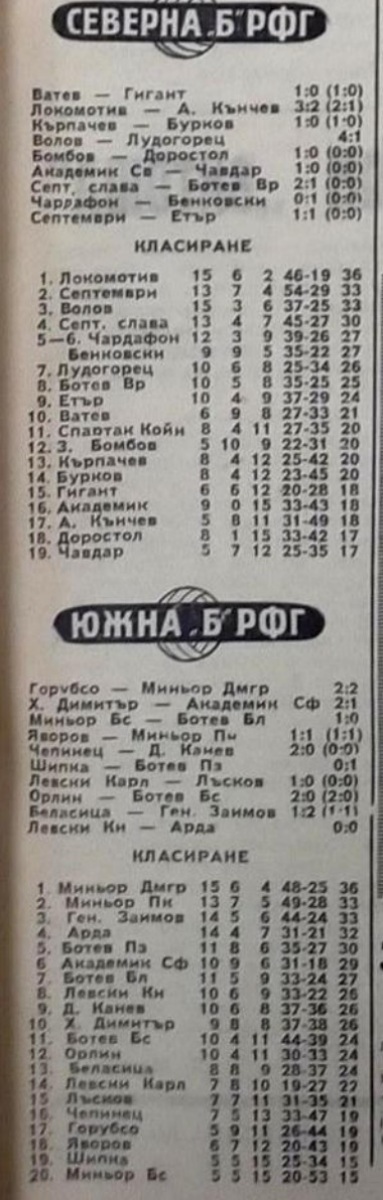 СЕВЕРНА „Б" РФГ
Ватев — Гигант 1:0 (1:0)
Локомотив — А. Кънчев 3:2 (2:1)
Кърпачев — Бурков 1:0 (1:0)
Волов — Лудогорец 4:1
Бомбов — Доростол 1:0 (0:0)
Академик Св — Чавдар 1:0 (0:0)
Септ. слава — Ботев Вр 2:1 (0:0)
Чардафон — Бенковски 0:1 (0:0)
Септември — Етър 1:1 (0:0)
КЛАСИРАНЕ
1. Локомотив 15 6 2 46-19 36
2. Септември 13 7 4 54-29 33
3. Волов 15 3 6 37-25 33
4. Септ. слава 13 4 7 45-27 30
5—6. Чардафон 12 3 9 39-26 27
Бенковски 9 9 5 35-22 27
7. Лудогорец 10 6 8 25-34 26
8. Ботев Вр 10 5 8 35-25 25
9. Етър 10 4 9 37-29 24
10. Ватев 6 9 8 27-33 21
11. Спартак Койн 8 4 11 27-35 20
12. З. Бомбов 5 10 9 22-31 20
13. Кърпачев 8 4 12 25-42 20
14. Бурков 8 4 12 23-45 20
15. Гигант 6 6 12 20-28 18
16. Академик 9 0 15 33-43 18
17. А. Кънчев 5 8 11 31-49 18
18. Доростол 8 1 15 33-42 17
19. Чавдар 5 7 12 25-35 17
ЮЖНА „Б" РФГ
Горубсо — Миньор Дмгр 2:2
Х. Димитър — Академик Сф 2:1
Миньор Бс — Ботев Бл 1:0
Яворов — Миньор Пк 1:1 (1:1)
Чепинец — Д. Канев 2:0 (0:0)
Шипка — Ботев Пз 0:1
Левски Карл — Лъсков 1:0 (0:0)
Орлин — Ботев Бс 2:0 (2:0)
Беласица — Ген. Заимов 1:2 (1:1)
Левски Кн — Арда 0:0
КЛАСИРАНЕ
1. Миньор Дмгр 15 6 4 48-25 36
2. Миньор Пк 13 7 5 49-28 33
3. Ген. Заимов 14 5 6 44-24 33
4. Арда 14 4 7 31-21 32
5. Ботев Пз 11 8 6 35-27 30
6 Академик Сф 10 9 6 31-18 29
7. Ботев Бл 11 5 9 33-24 27
8. Левски Кн 10 6 9 33-22 26
9. Д. Канев 10 6 8 37-36 26
10. Х. Димитър 9 8 8 37-38 26
11. Ботев Бс 10 4 11 44-39 24
12. Орлин 10 4 11 30-33 24
13. Беласица 8 8 9 28-37 24
14. Левски Карл 7 8 10 19-27 22
15. Лъсков 7 7 11 31-35 21
16. Чепинец 7 5 13 33-47 19
17. Горубсо 5 9 11 26-44 19
18. Яворов 6 7 12 20-43 19
19. Шипка 5 5 15 25-34 15
20. Миньор Бс 5 5 15 20-53 15